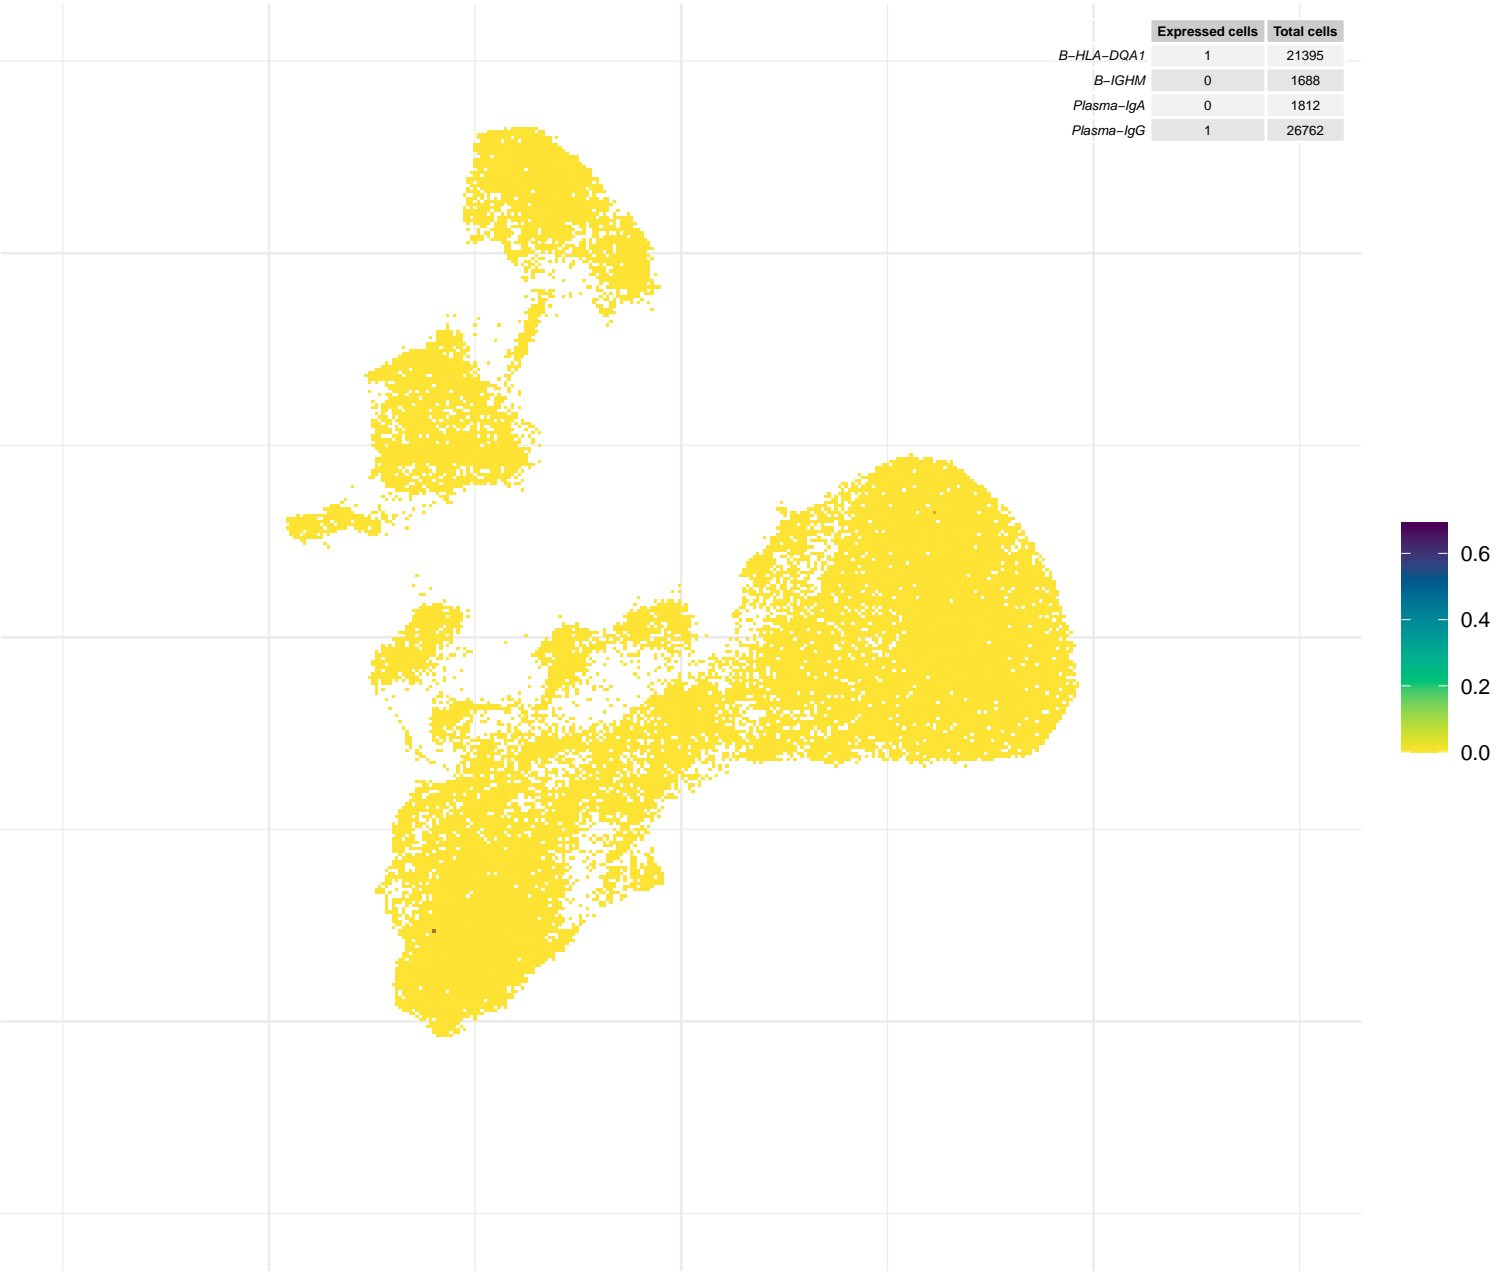 Expressed cells Total cells
B−HLA−DQA1 1 21395
B−IGHM 0 1688
Plasma−IgA 0 1812
Plasma−IgG 1 26762
0.6
0.4
0.2
0.0